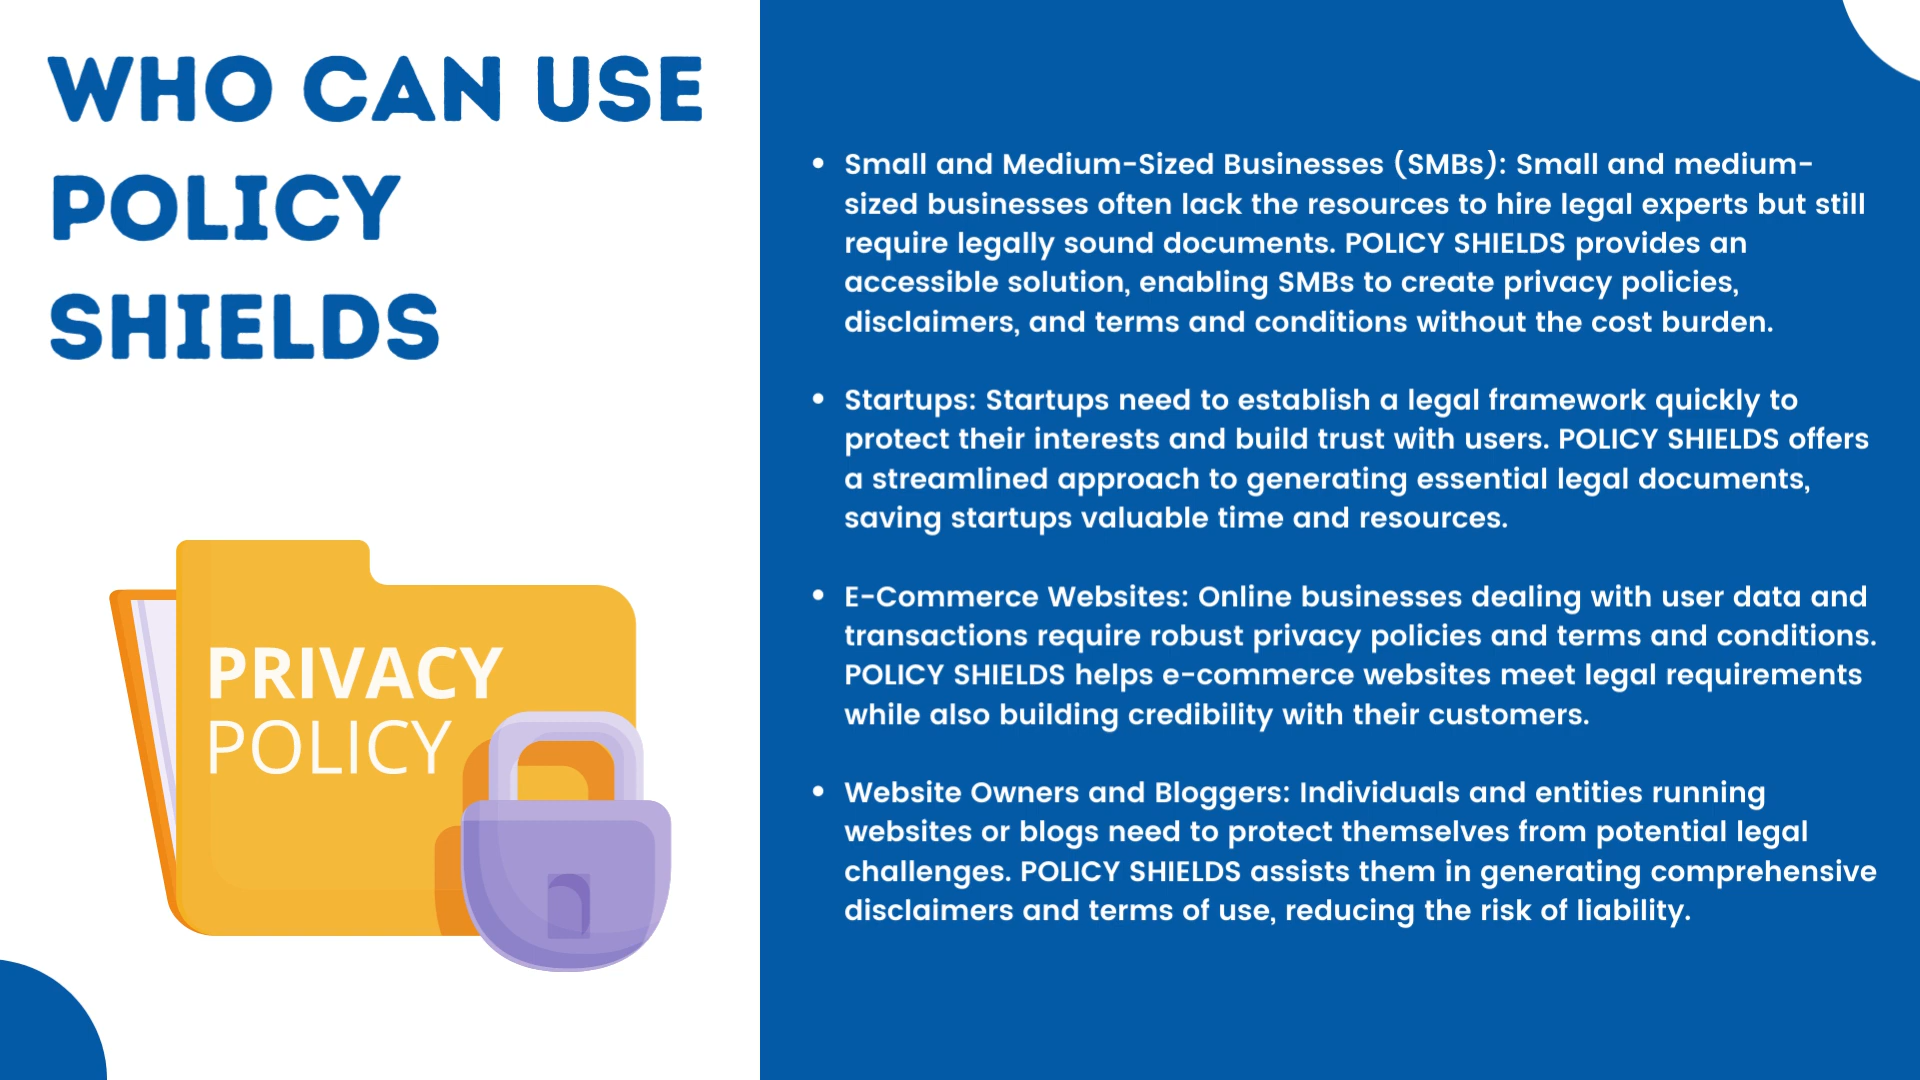 WHO CAN USE
POLICY
SHIELDS
PRIVACY
POLICY
• Small and Medium-Sized Businesses (SMBs): Small and medium-
sized businesses often lack the resources to hire legal experts but still
require legally sound documents. POLICY SHIELDS provides an
accessible solution, enabling SMBs to create privacy policies,
disclaimers, and terms and conditions without the cost burden.
• Startups: Startups need to establish a legal framework quickly to
protect their interests and build trust with users. POLICY SHIELDS offers
a streamlined approach to generating essential legal documents,
saving startups valuable time and resources.
• E-Commerce Websites: Online businesses dealing with user data and
transactions require robust privacy policies and terms and conditions.
POLICY SHIELDS helps e-commerce websites meet legal requirements
while also building credibility with their customers.
• Website Owners and Bloggers: Individuals and entities running
websites or blogs need to protect themselves from potential legal
challenges. POLICY SHIELDS assists them in generating comprehensive
disclaimers and terms of use, reducing the risk of liability.